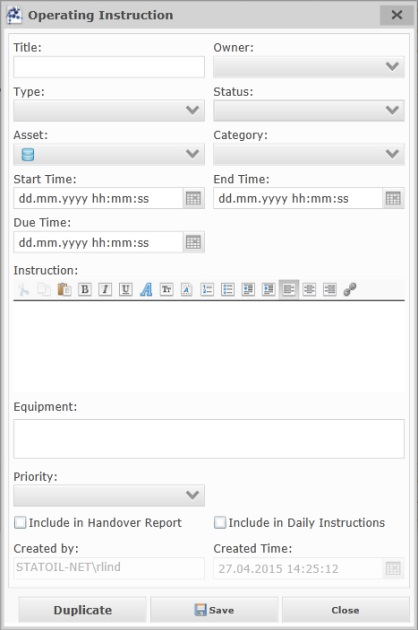 Operating Instruction
Title: Owner:
Type: Status:
Asset: Category:
Start Time: End Time:
dd.mm.yyyy hh:mm:ss dd.mm.yyyy hh:mm:ss
Due Time:
dd.mm.yyyy hh:mm:ss
Instruction:
B I U A Tt A
Equipment:
Priority:
Include in Handover Report Include in Daily Instructions
Created by: Created Time:
STATOIL-NET\rlind 27.04.2015 14:25:12
Duplicate Save Close